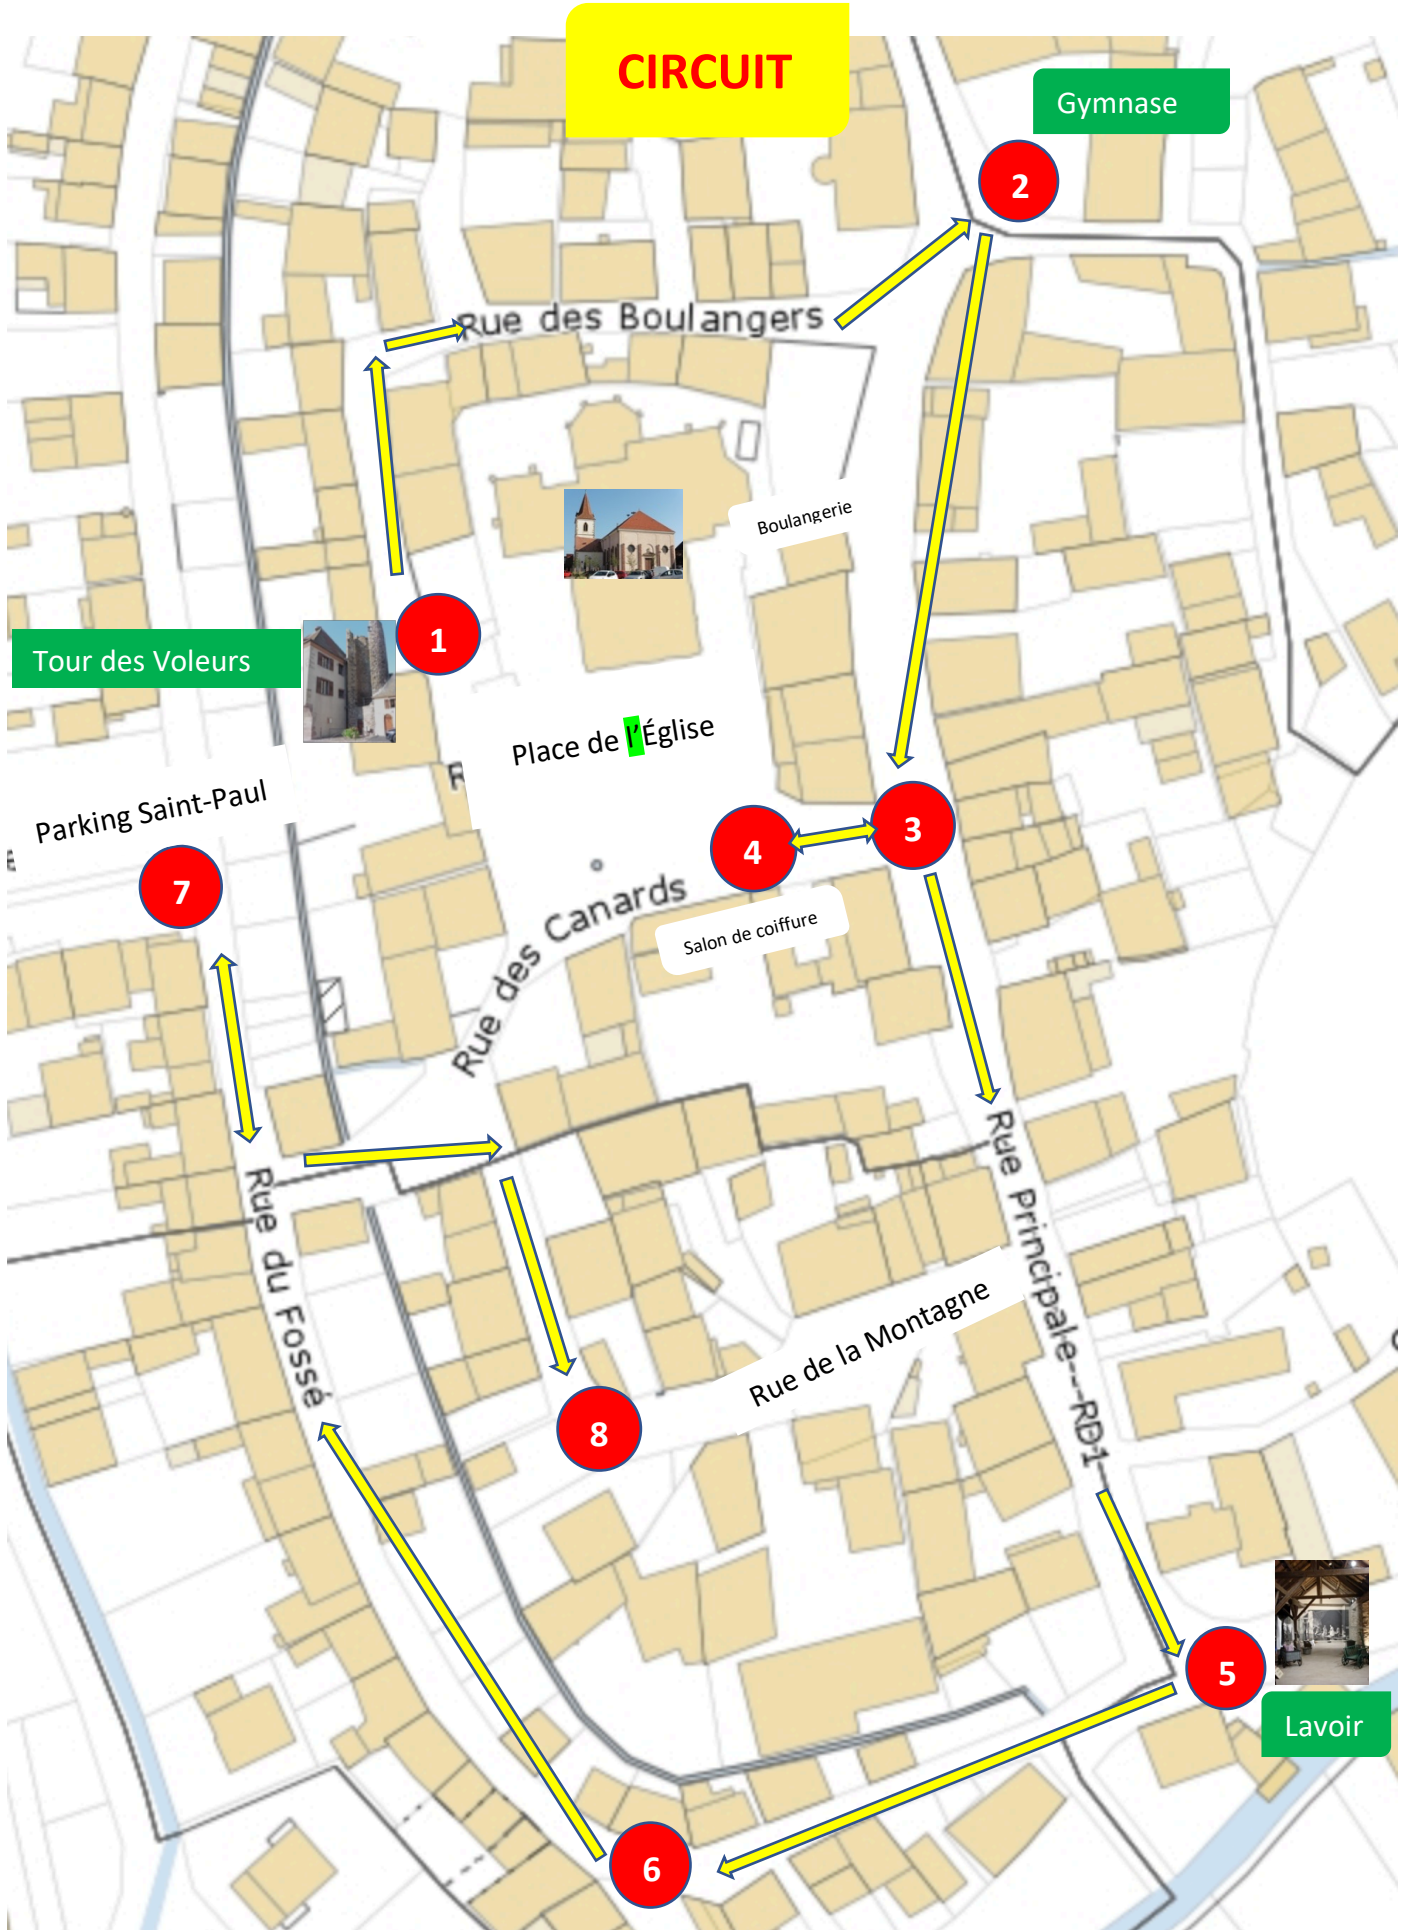 CIRCUIT
Gymnase
2
Rue des Boulangers
Boulangerie
1
Tour des Voleurs
Place de l'Église
Parking Saint-Paul
3
4
7
Rue des Canards
Salon de coiffure
Rue du Fossé
Rue Principale---RD1
Rue de la Montagne
8
5
Lavoir
6